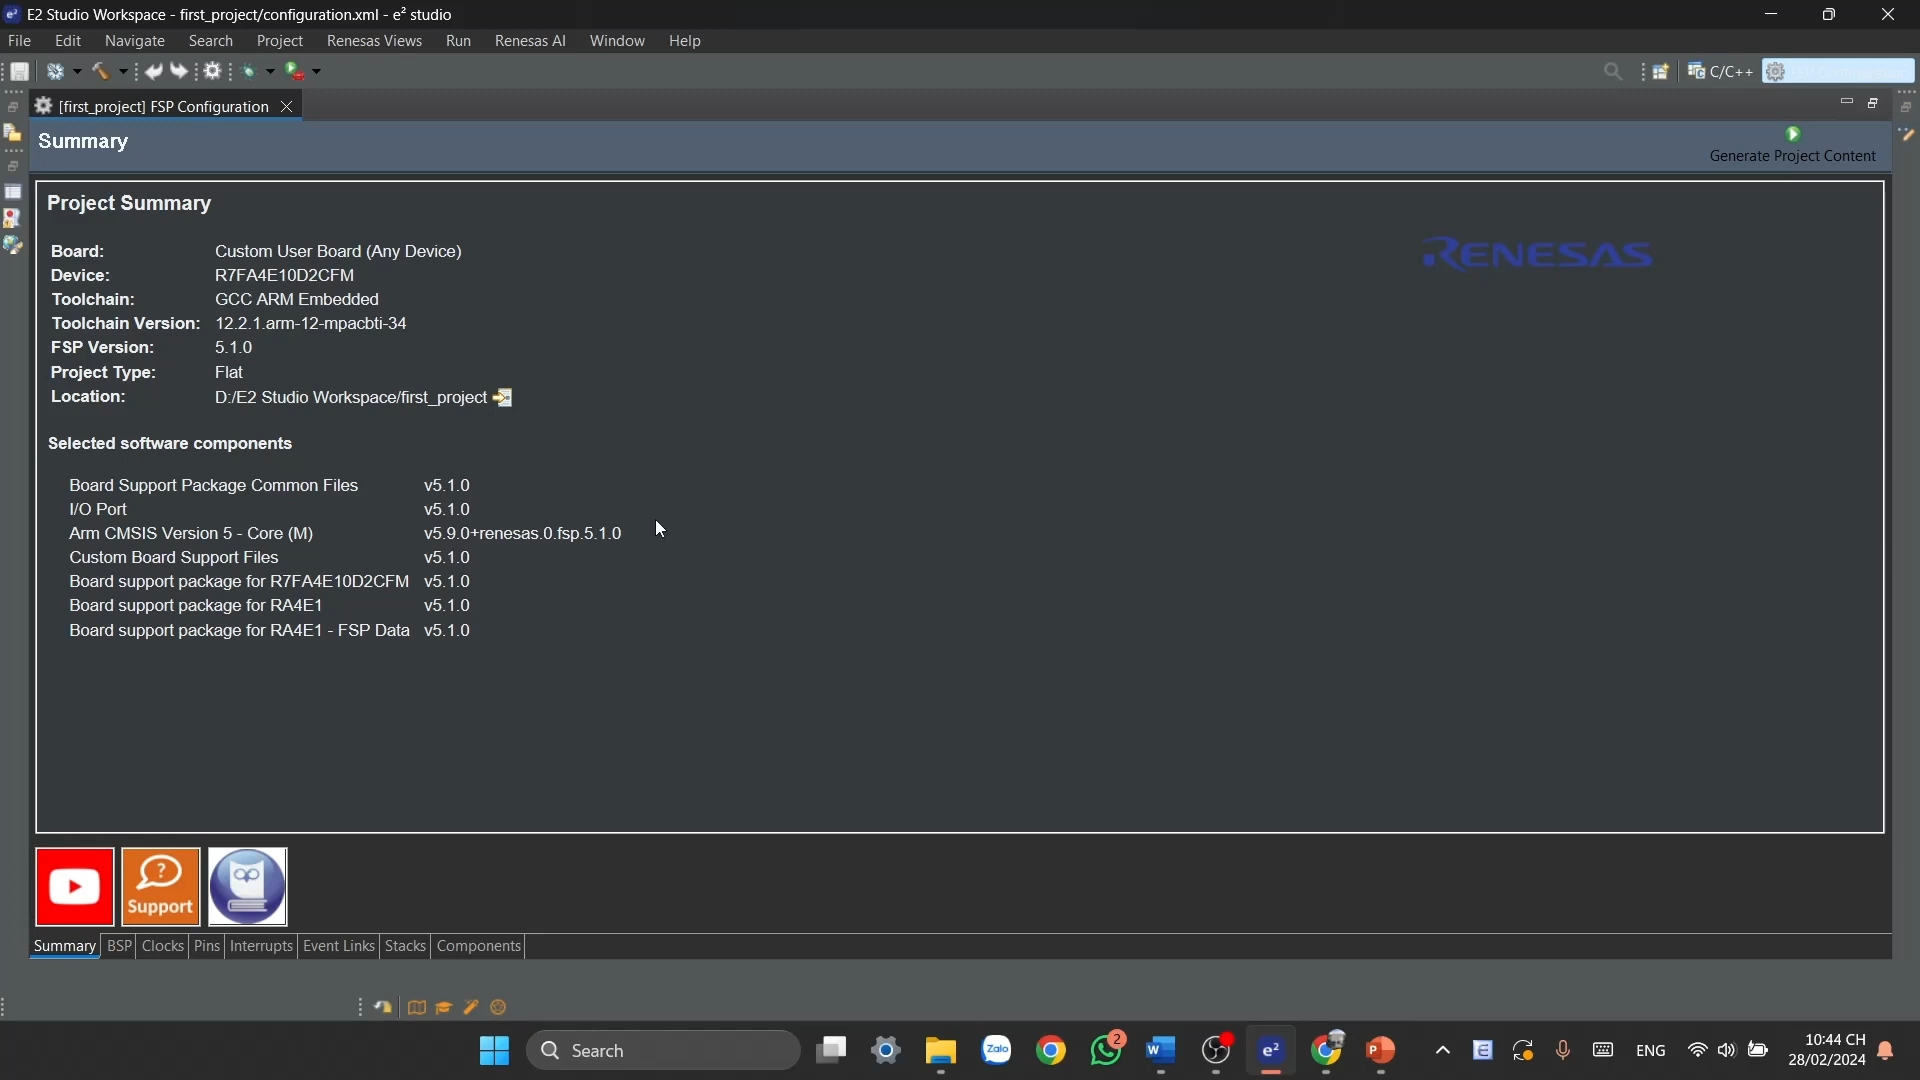 E2 Studio Workspace - first_project/configuration.xml - e² studio
File Edit Navigate Search Project Renesas Views Run Renesas AI Window Help
C/C++
[first_project] FSP Configuration
Summary
Generate Project Content
Project Summary
RENESAS
Board: Custom User Board (Any Device)
Device: R7FA4E10D2CFM
Toolchain: GCC ARM Embedded
Toolchain Version: 12.2.1.arm-12-mpacbti-34
FSP Version: 5.1.0
Project Type: Flat
Location: D:/E2 Studio Workspace/first_project
Selected software components
Board Support Package Common Files v5.1.0
I/O Port v5.1.0
Arm CMSIS Version 5 - Core (M) v5.9.0+renesas.0.fsp.5.1.0
Custom Board Support Files v5.1.0
Board support package for R7FA4E10D2CFM v5.1.0
Board support package for RA4E1 v5.1.0
Board support package for RA4E1 - FSP Data v5.1.0
? Support
Summary BSP Clocks Pins Interrupts Event Links Stacks Components
Search Zalo 2 W e² P E ENG 10:44 CH
28/02/2024